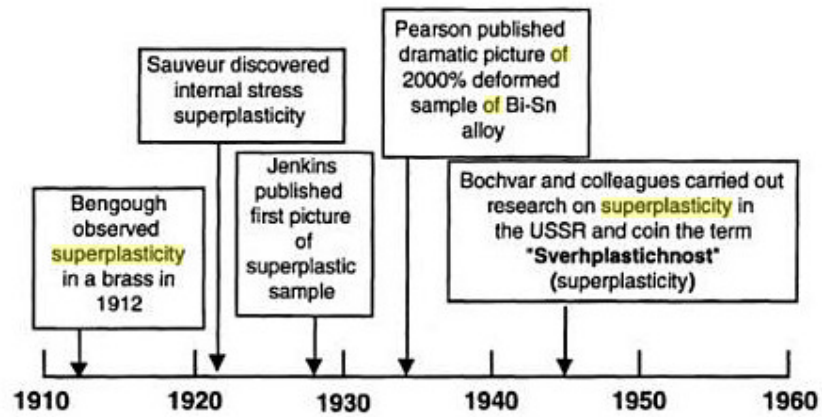 Pearson published
dramatic picture of
2000% deformed
sample of Bi-Sn
alloy
Sauveur discovered
internal stress
superplasticity
Jenkins
published
first picture
of
superplastic
sample
Bochvar and colleagues carried out
research on superplasticity in
the USSR and coin the term
"Sverhplastichnost"
(superplasticity)
Bengough
observed
superplasticity
in a brass in
1912
1910 1920 1930 1940 1950 1960